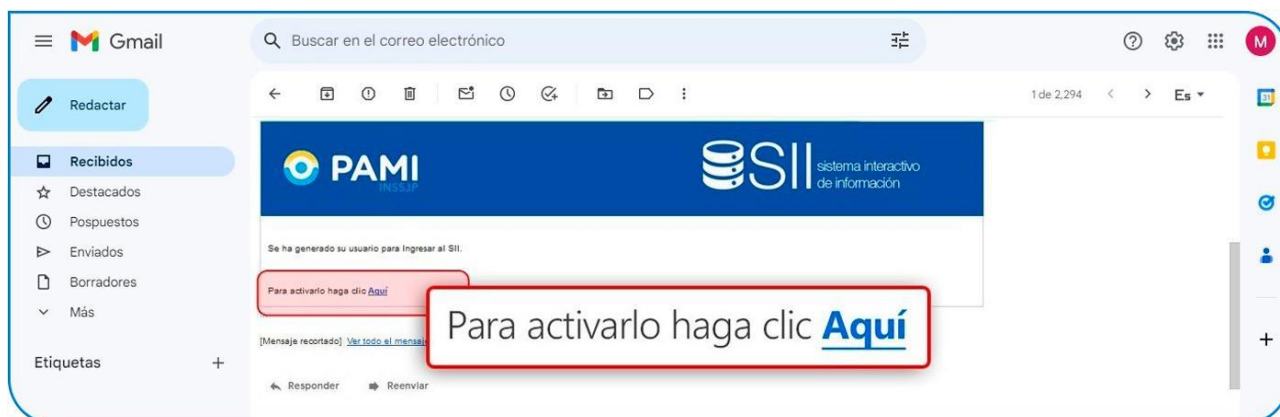 Gmail
Buscar en el correo electrónico
M
Redactar
1 de 2,294
Es
31
Recibidos
Destacados
Pospuestos
Enviados
Borradores
Más
Etiquetas
PAMI
INSSJP
SII sistema interactivo
de información
Se ha generado su usuario para Ingresar al SII.
Para activarlo haga clic Aquí
Para activarlo haga clic Aquí
[Mensaje recortado] Ver todo el mensaje
Responder Reenviar